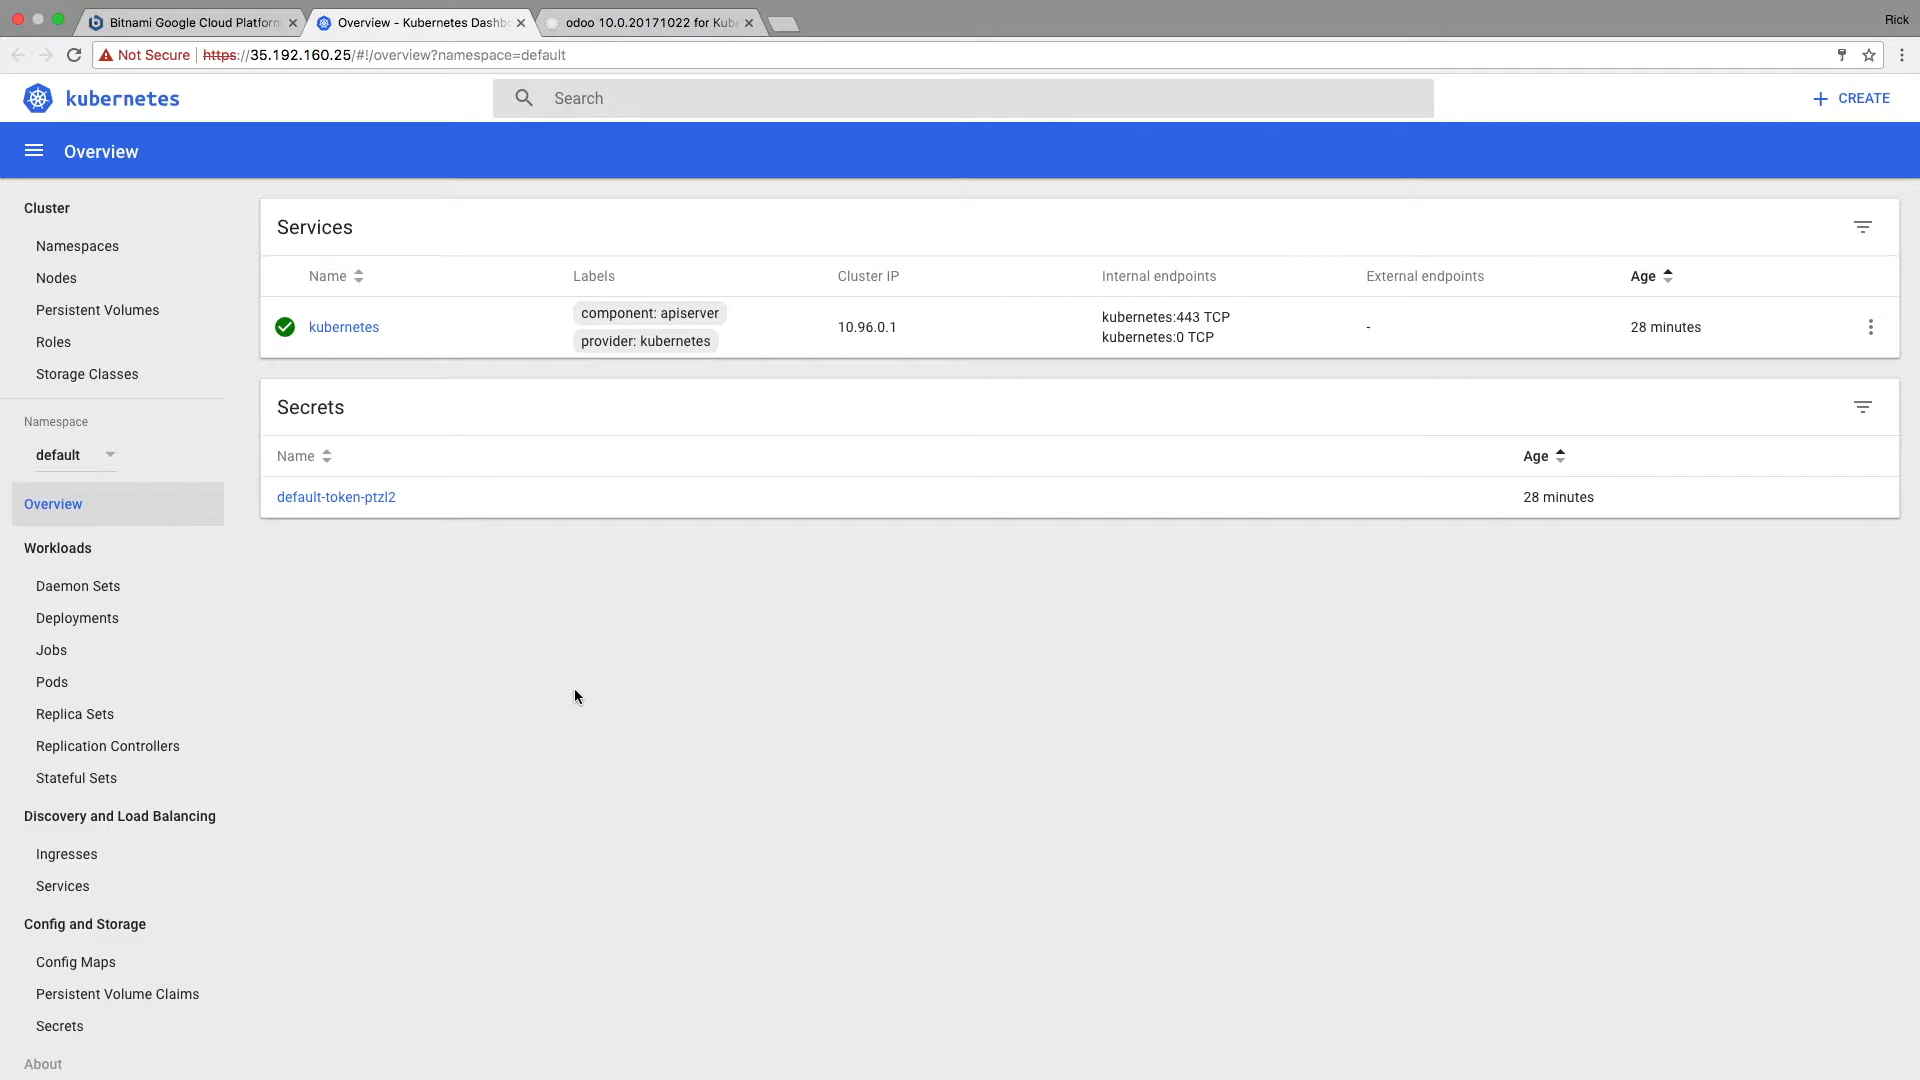 Bitnami Google Cloud Platform
Overview - Kubernetes Dashb
odoo 10.0.20171022 for Kube
Rick
Not Secure | https://35.192.160.25/#!/overview?namespace=default
kubernetes
Search
+ CREATE
Overview
Cluster
Namespaces
Nodes
Persistent Volumes
Roles
Storage Classes
Namespace
default
Overview
Workloads
Daemon Sets
Deployments
Jobs
Pods
Replica Sets
Replication Controllers
Stateful Sets
Discovery and Load Balancing
Ingresses
Services
Config and Storage
Config Maps
Persistent Volume Claims
Secrets
About
Services
Name Labels Cluster IP Internal endpoints External endpoints Age
kubernetes
component: apiserver
provider: kubernetes
10.96.0.1
kubernetes:443 TCP
kubernetes:0 TCP
-
28 minutes
Secrets
Name Age
default-token-ptzl2 28 minutes